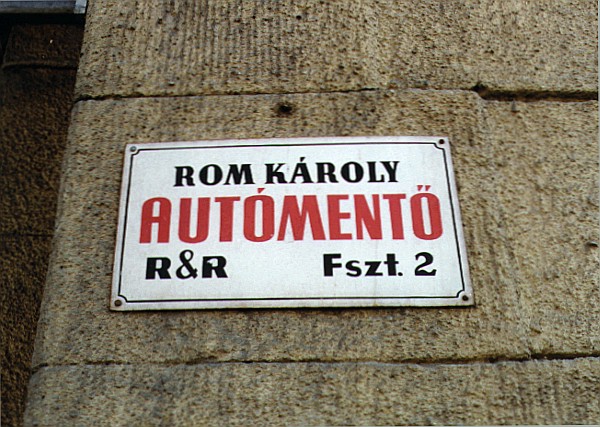 ROM KÁROLY
AUTÓMENTŐ
R&R Fszt. 2